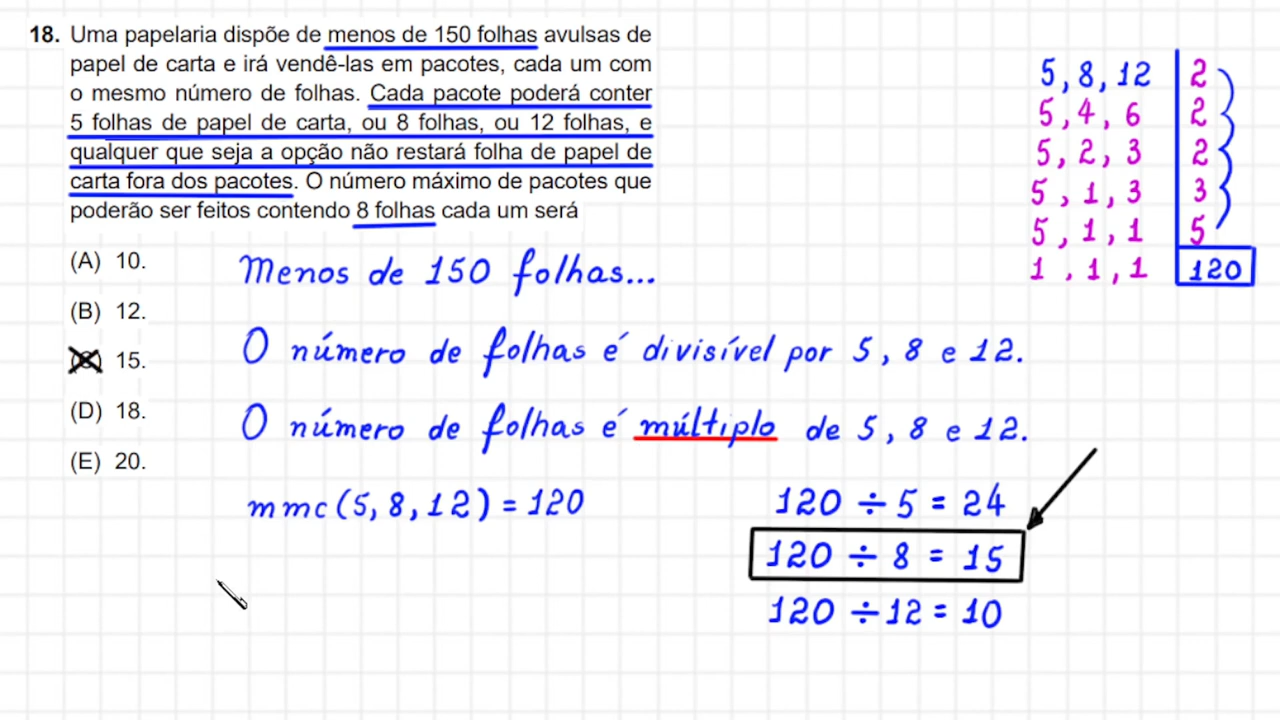 18. Uma papelaria dispõe de menos de 150 folhas avulsas de
papel de carta e irá vendê-las em pacotes, cada um com
o mesmo número de folhas. Cada pacote poderá conter
5 folhas de papel de carta, ou 8 folhas, ou 12 folhas, e
qualquer que seja a opção não restará folha de papel de
carta fora dos pacotes. O número máximo de pacotes que
poderão ser feitos contendo 8 folhas cada um será
(A) 10.
(B) 12.
(C) 15.
(D) 18.
(E) 20.
Menos de 150 folhas...
O número de folhas é divisível por 5, 8 e 12.
O número de folhas é múltiplo de 5, 8 e 12.
mmc(5, 8, 12) = 120
5, 8, 12 | 2
5, 4, 6 | 2
5, 2, 3 | 2
5, 1, 3 | 3
5, 1, 1 | 5
1, 1, 1 | 120
120 ÷ 5 = 24
120 ÷ 8 = 15
120 ÷ 12 = 10